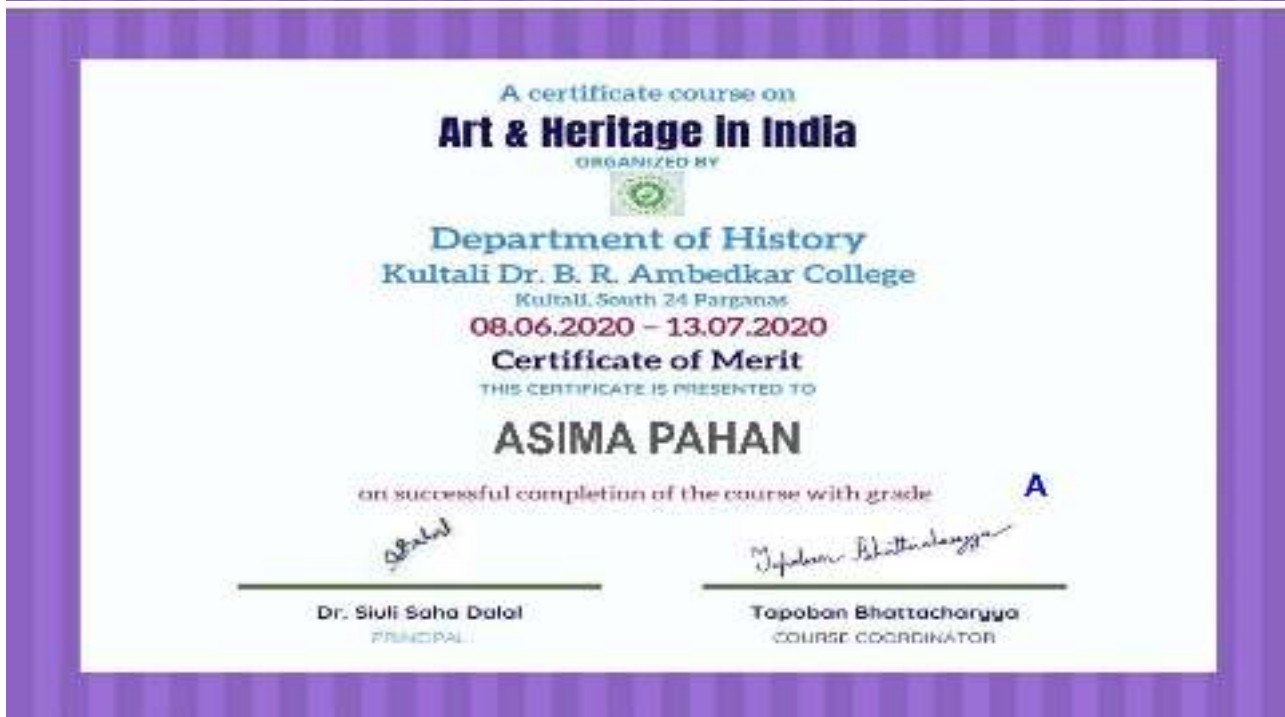 A certificate course on
Art & Heritage in India
ORGANIZED BY
Department of History
Kultali Dr. B. R. Ambedkar College
Kultali, South 24 Parganas
08.06.2020 – 13.07.2020
Certificate of Merit
THIS CERTIFICATE IS PRESENTED TO
ASIMA PAHAN
on successful completion of the course with grade A
Tapoban Bhattacharyya
Dr. Siuli Saha Dalal
Tapoban Bhattacharyya
PRINCIPAL
COURSE COORDINATOR